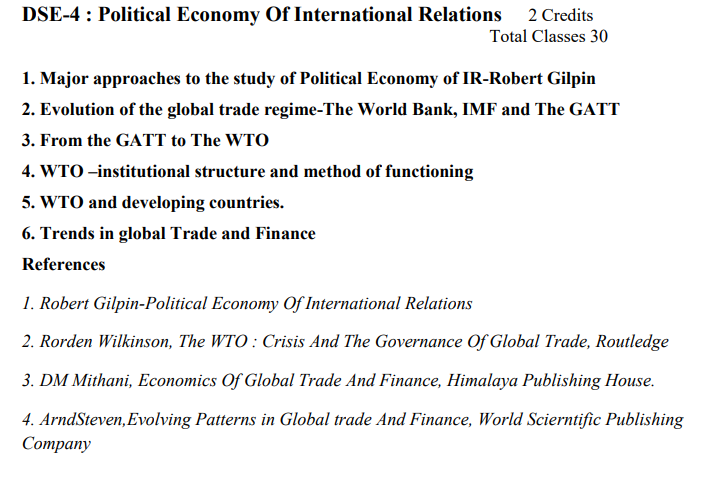 DSE-4 : Political Economy Of International Relations 2 Credits
Total Classes 30
1. Major approaches to the study of Political Economy of IR-Robert Gilpin
2. Evolution of the global trade regime-The World Bank, IMF and The GATT
3. From the GATT to The WTO
4. WTO –institutional structure and method of functioning
5. WTO and developing countries.
6. Trends in global Trade and Finance
References
1. Robert Gilpin-Political Economy Of International Relations
2. Rorden Wilkinson, The WTO : Crisis And The Governance Of Global Trade, Routledge
3. DM Mithani, Economics Of Global Trade And Finance, Himalaya Publishing House.
4. ArndSteven,Evolving Patterns in Global trade And Finance, World Scierntific Publishing
Company